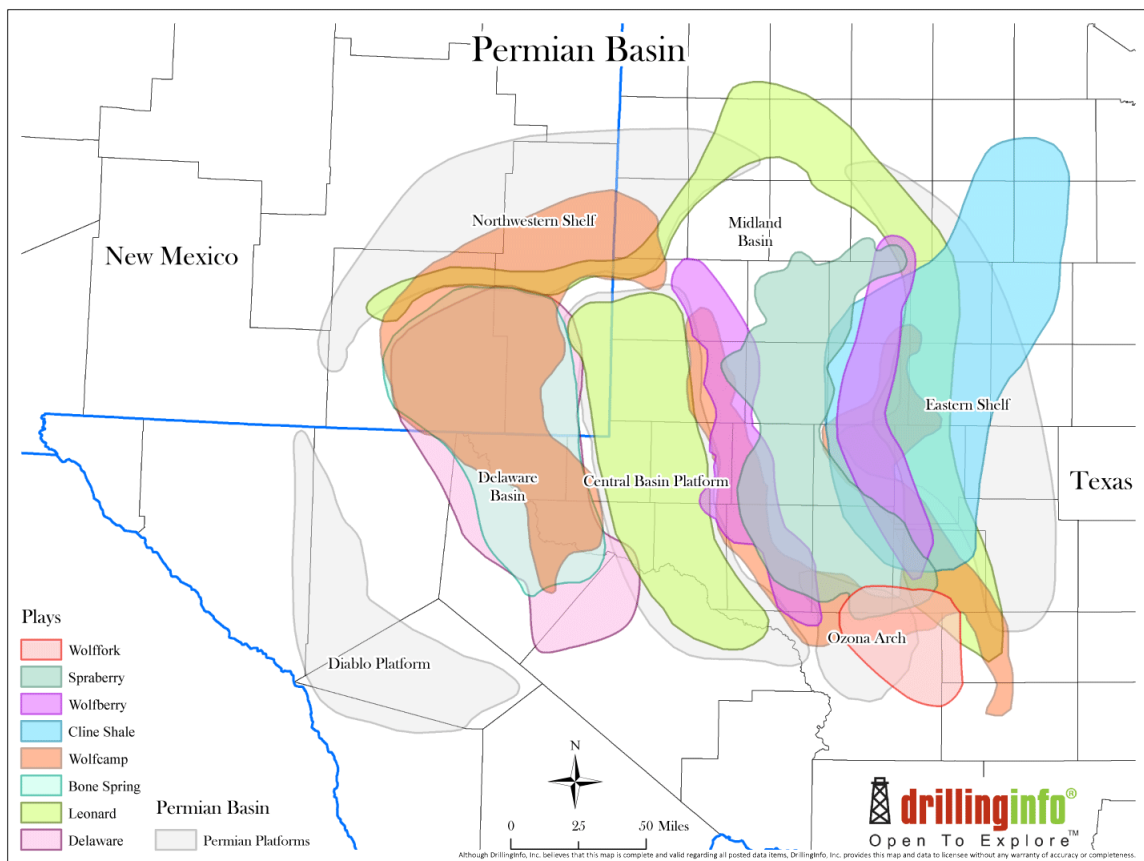 Permian Basin
Northwestern Shelf
Midland
Basin
New Mexico
Eastern Shelf
Delaware
Basin
Central Basin Platform
Texas
Ozona Arch
Diablo Platform
Plays
Wolffork
Spraberry
Wolfberry
Cline Shale
Wolfcamp
Bone Spring
Leonard
Delaware
Permian Basin
Permian Platforms
N
0 25 50 Miles
drillinginfo®
Open To Explore™
Although DrillingInfo, Inc. believes that this map is complete and valid regarding all posted data items, DrillingInfo, Inc. provides this map and data to licensee without any warranty of accuracy or completeness.